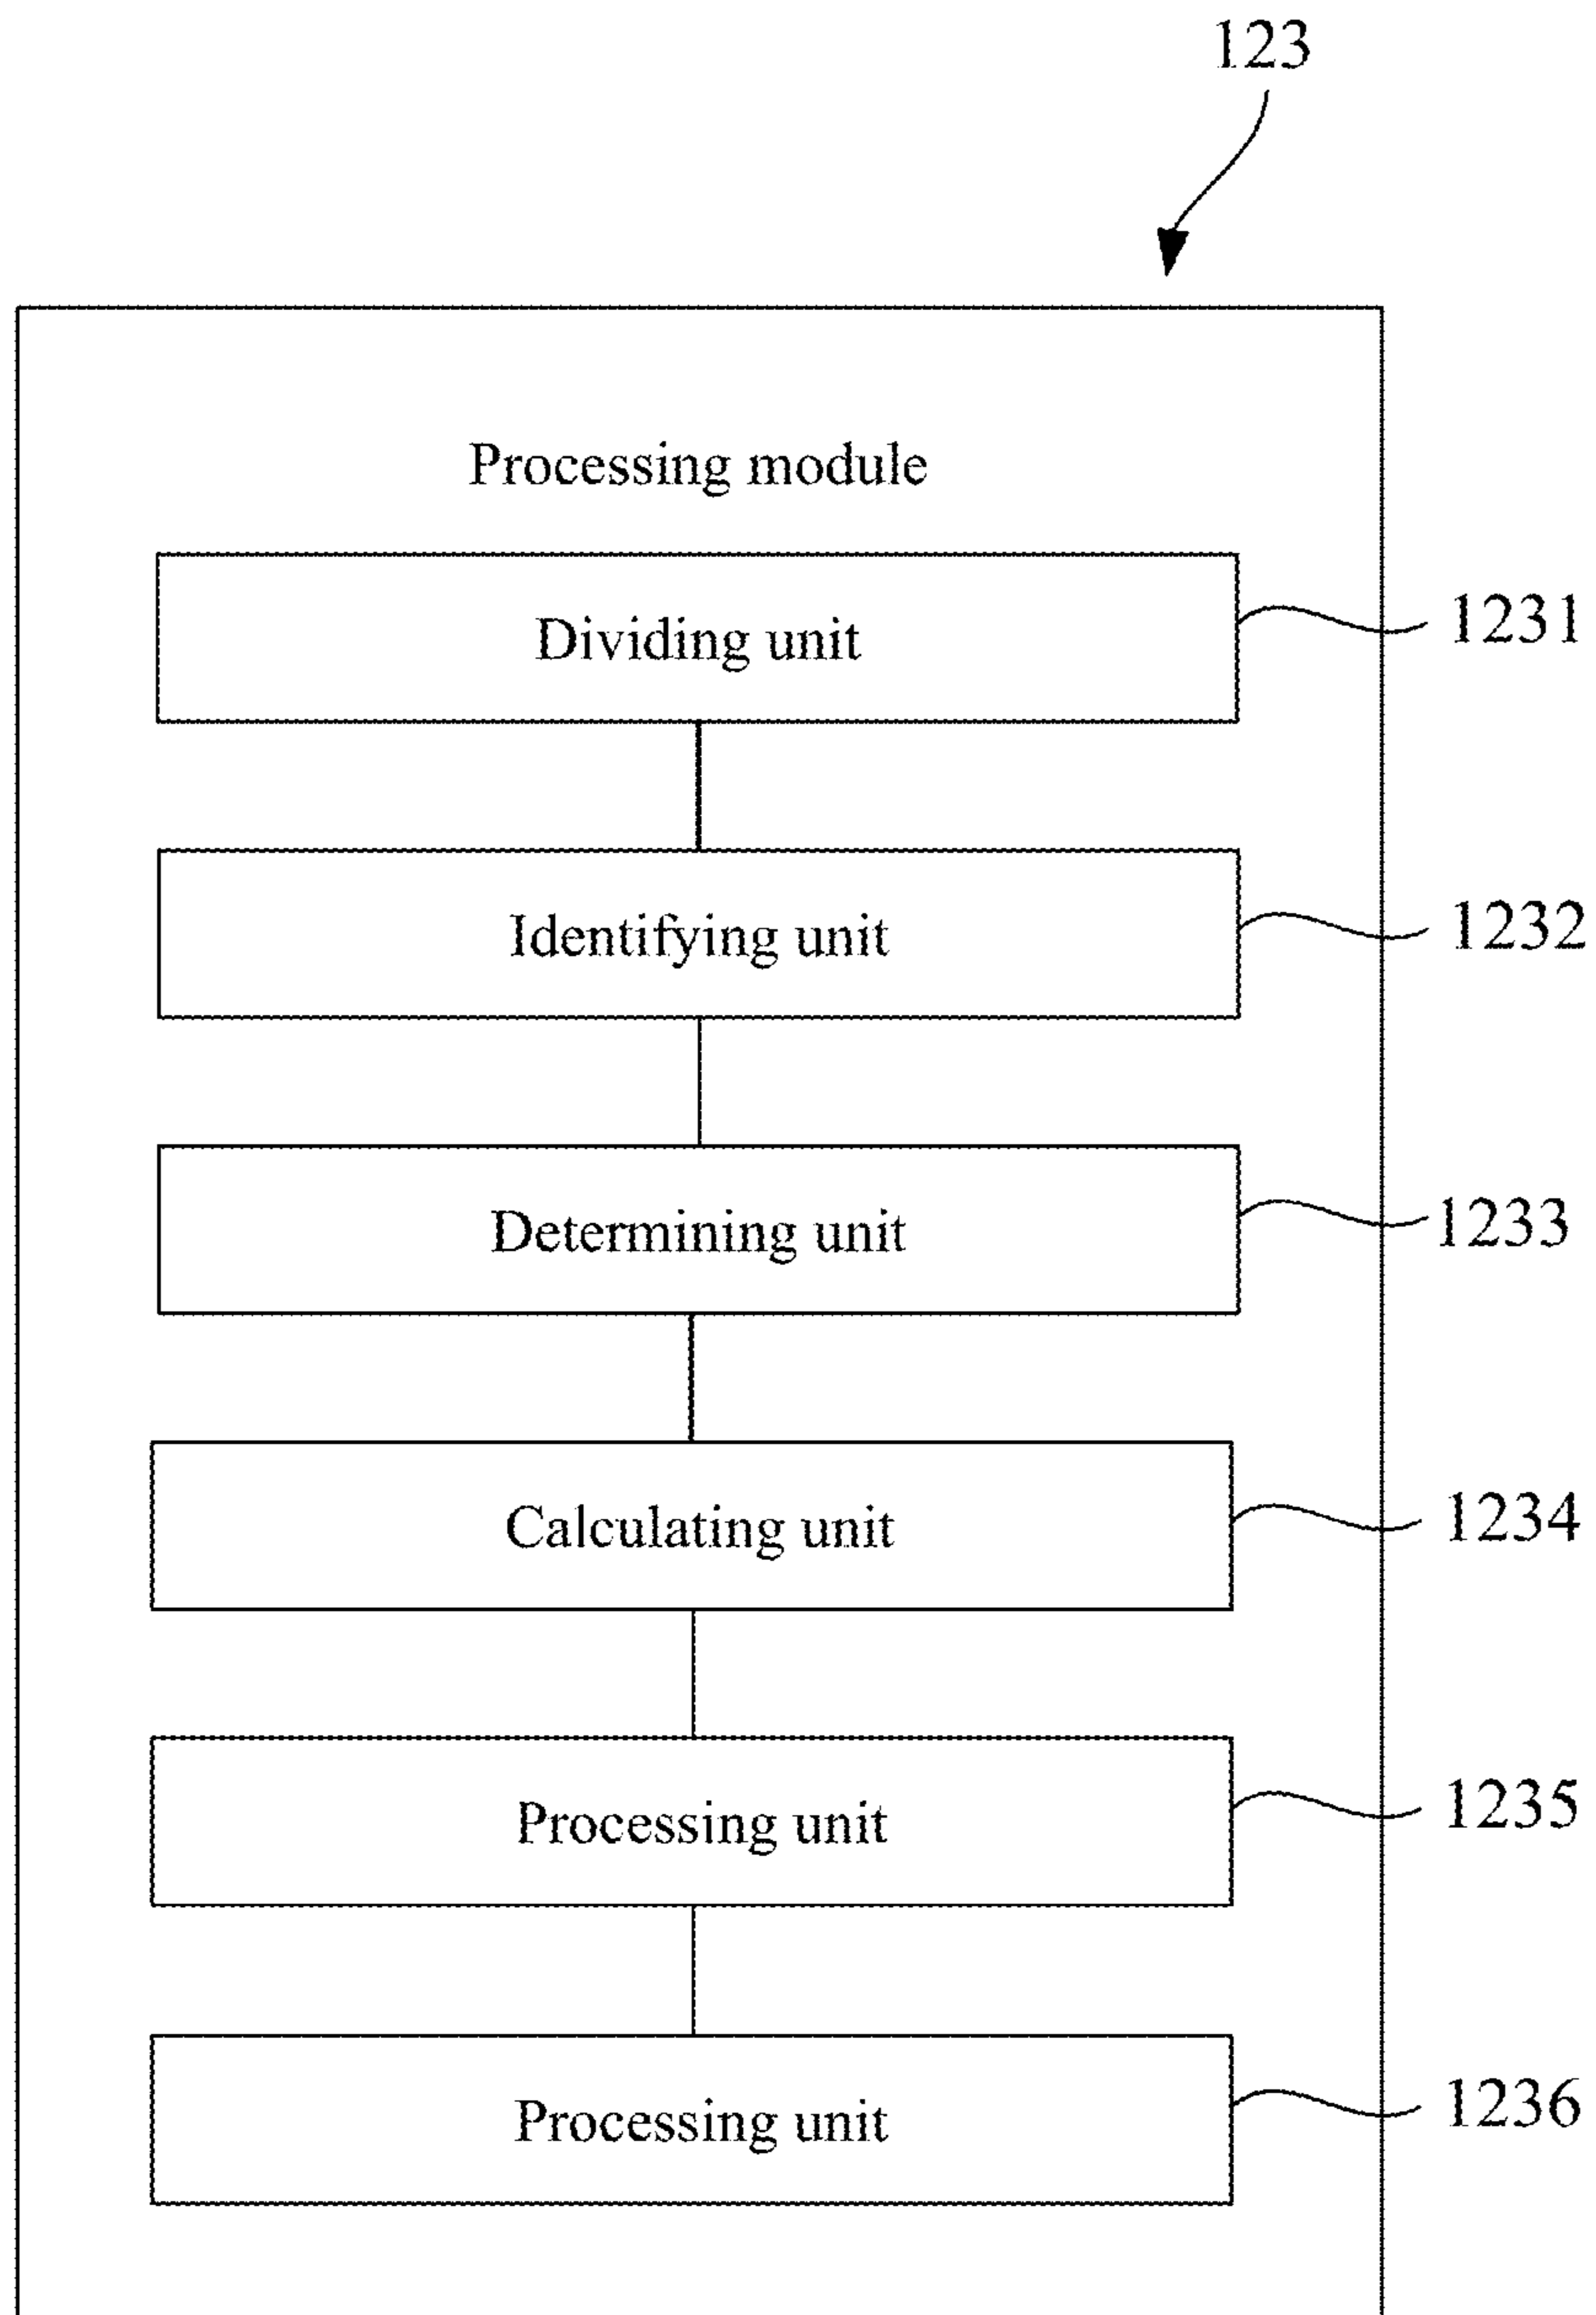 123
Processing module
Dividing unit
1231
Identifying unit
1232
Determining unit
1233
Calculating unit
1234
Processing unit
1235
Processing unit
1236